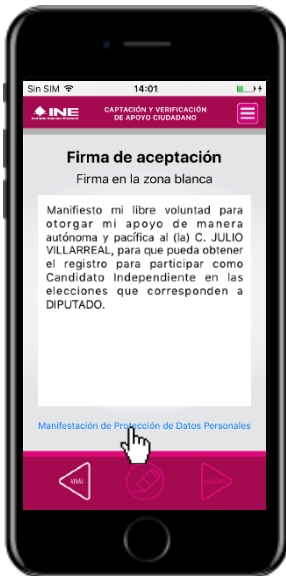 Sin SIM 14:01
INE CAPTACIÓN Y VERIFICACIÓN
DE APOYO CIUDADANO
Firma de aceptación
Firma en la zona blanca
Manifiesto mi libre voluntad para
otorgar mi apoyo de manera
autónoma y pacífica al (la) C. JULIO
VILLARREAL, para que pueda obtener
el registro para participar como
Candidato Independiente en las
elecciones que corresponden a
DIPUTADO.
Manifestación de Protección de Datos Personales
ATRÁS